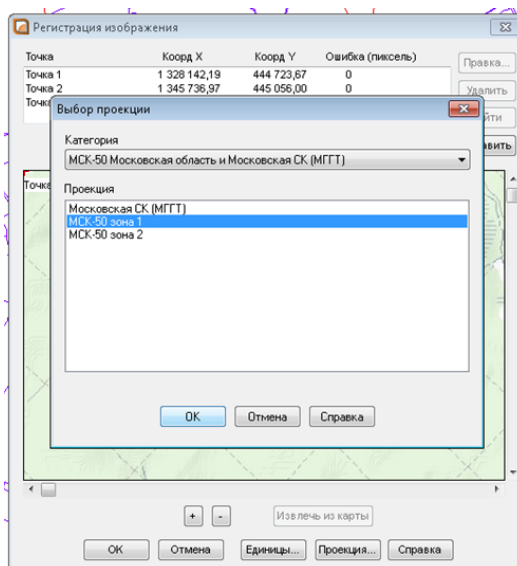 Регистрация изображения
Точка Коорд X Коорд Y Ошибка (пиксель)
Точка 1 1 328 142,19 444 723,67 0
Точка 2 1 345 736,97 445 056,00 0
Правка...
Удалить
Выбор проекции
Категория
МСК-50 Московская область и Московская СК (МГГТ)
Проекция
Московская СК (МГГТ)
МСК-50 зона 1
МСК-50 зона 2
ОК Отмена Справка
+ - Извлечь из карты
ОК Отмена Единицы... Проекция... Справка